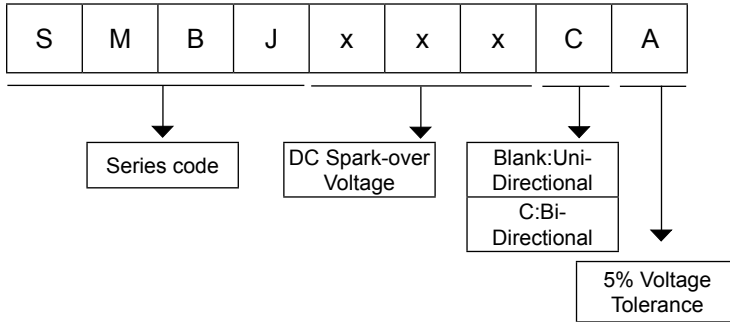 S M B J x x x C A
Series code
DC Spark-over
Voltage
Blank:Uni-
Directional
C:Bi-
Directional
5% Voltage
Tolerance